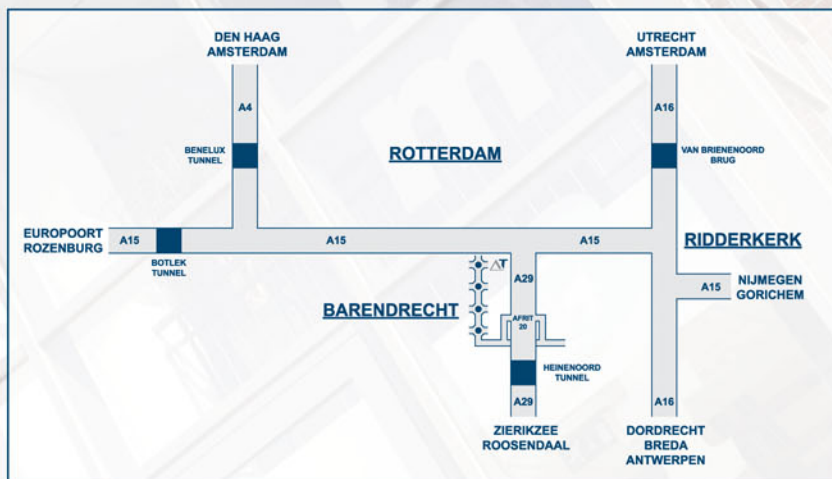 DEN HAAG
AMSTERDAM
UTRECHT
AMSTERDAM
A4
A16
BENELUX
TUNNEL
ROTTERDAM
VAN BRIENENOORD
BRUG
EUROPOORT
ROZENBURG
A15
A15
A15
RIDDERKERK
BOTLEK
TUNNEL
A29
A15
NIJMEGEN
GORICHEM
BARENDRECHT
AFRIT
20
HEINENOORD
TUNNEL
A29
A16
ZIERIKZEE
ROOSENDAAL
DORDRECHT
BREDA
ANTWERPEN